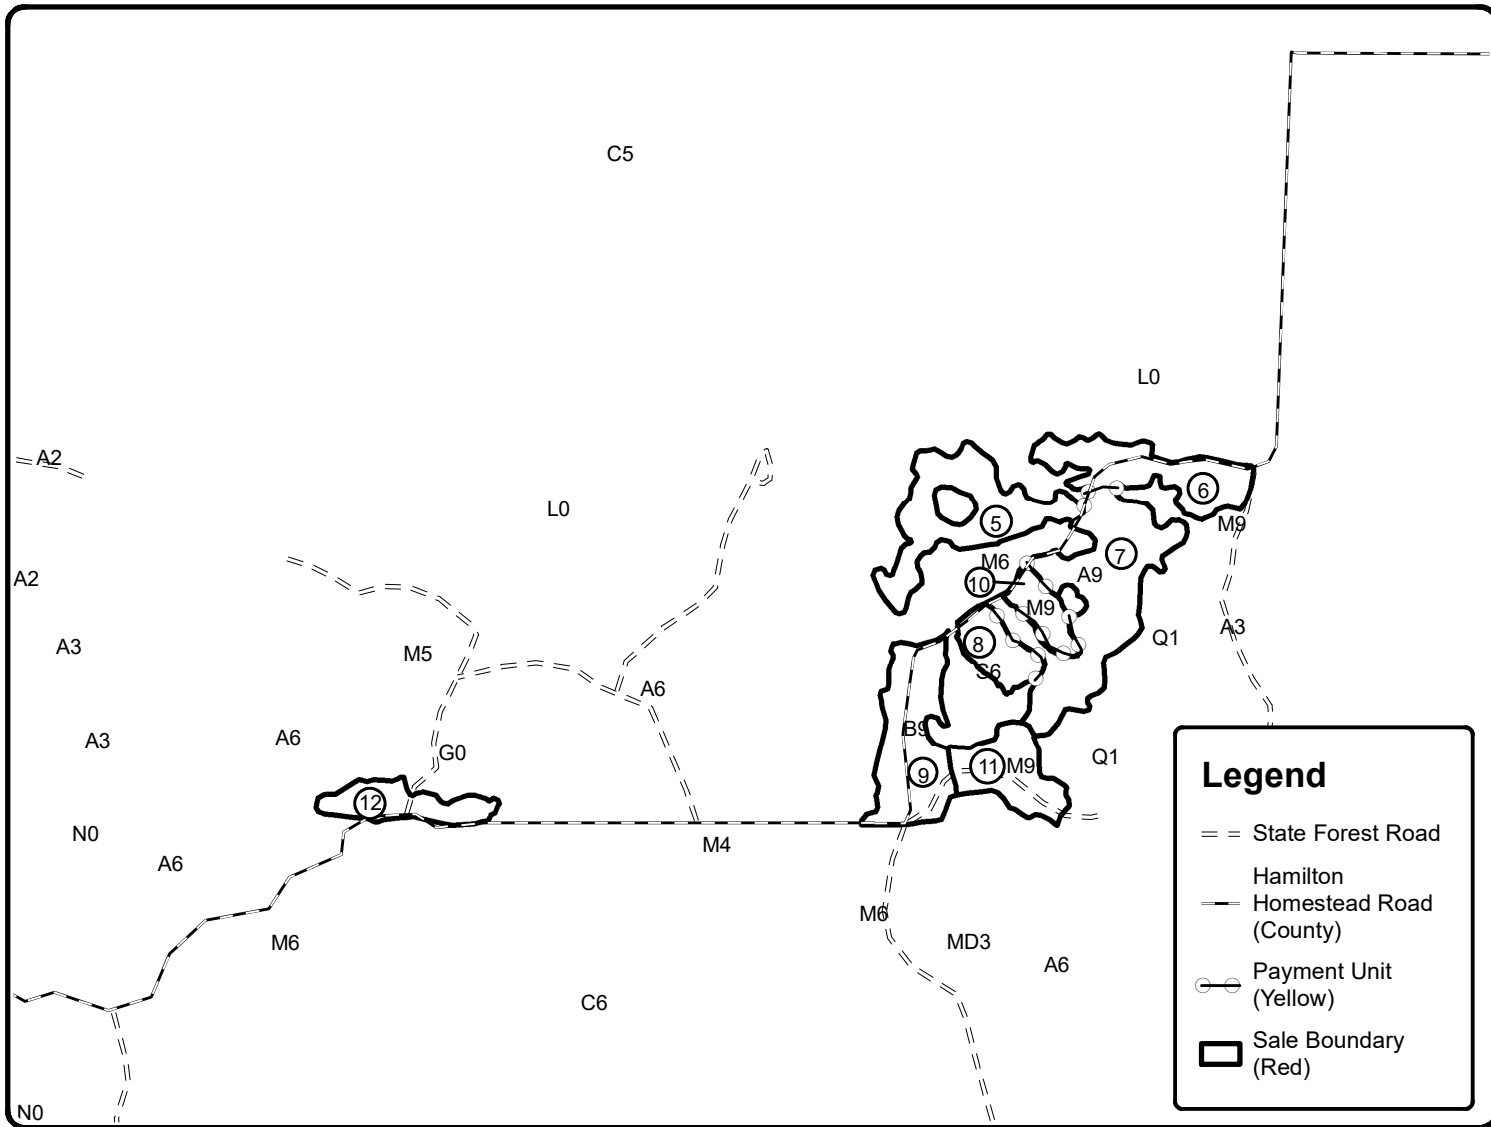 C5
L0
A2
L0
6
5
M9
7
M6
A9
A2
10
M9
A3
Q1
A3
M5
8
S6
A6
B9
A3
A6
G0
Q1
11
M9
9
12
N0
M4
A6
M6
M6
MD3
A6
C6
N0
Legend
State Forest Road
Hamilton
Homestead Road
(County)
Payment Unit
(Yellow)
Sale Boundary
(Red)